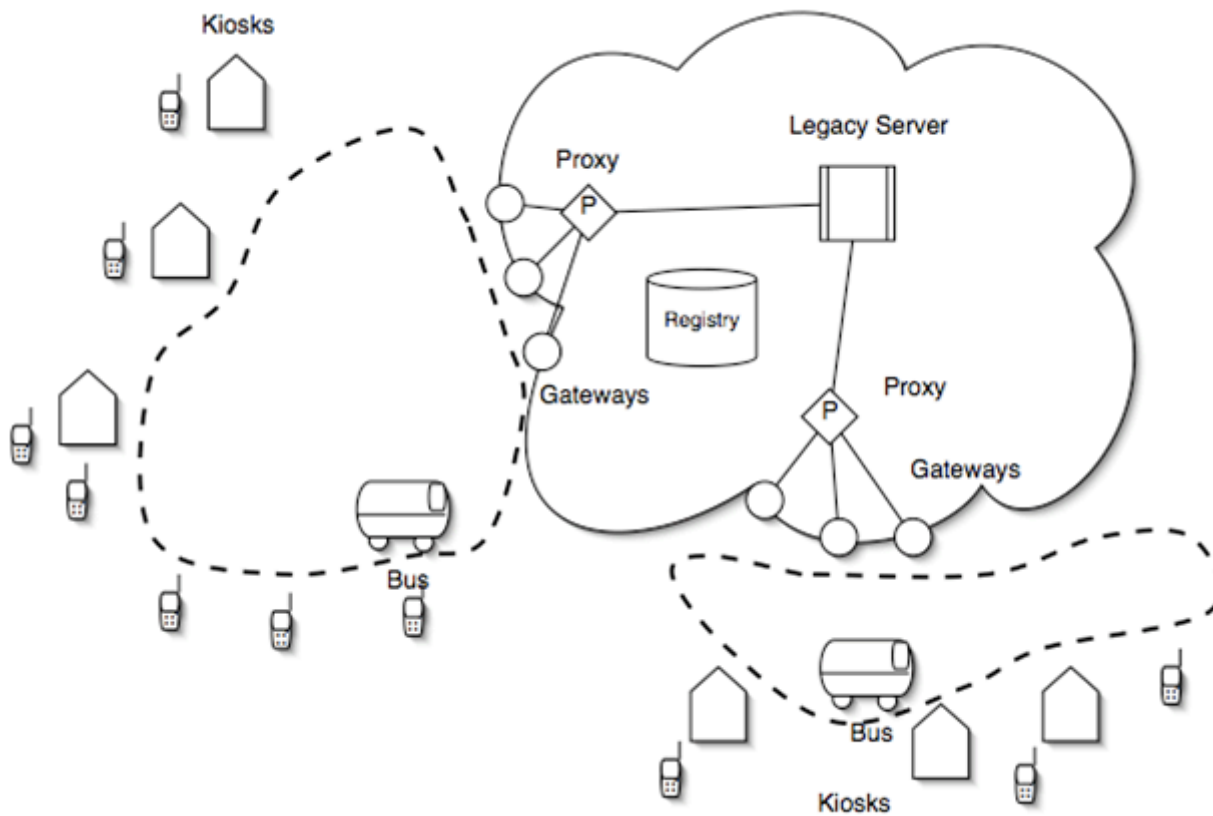 Kiosks
Legacy Server
Proxy
P
Registry
Gateways
Proxy
P
Gateways
Bus
Bus
Kiosks